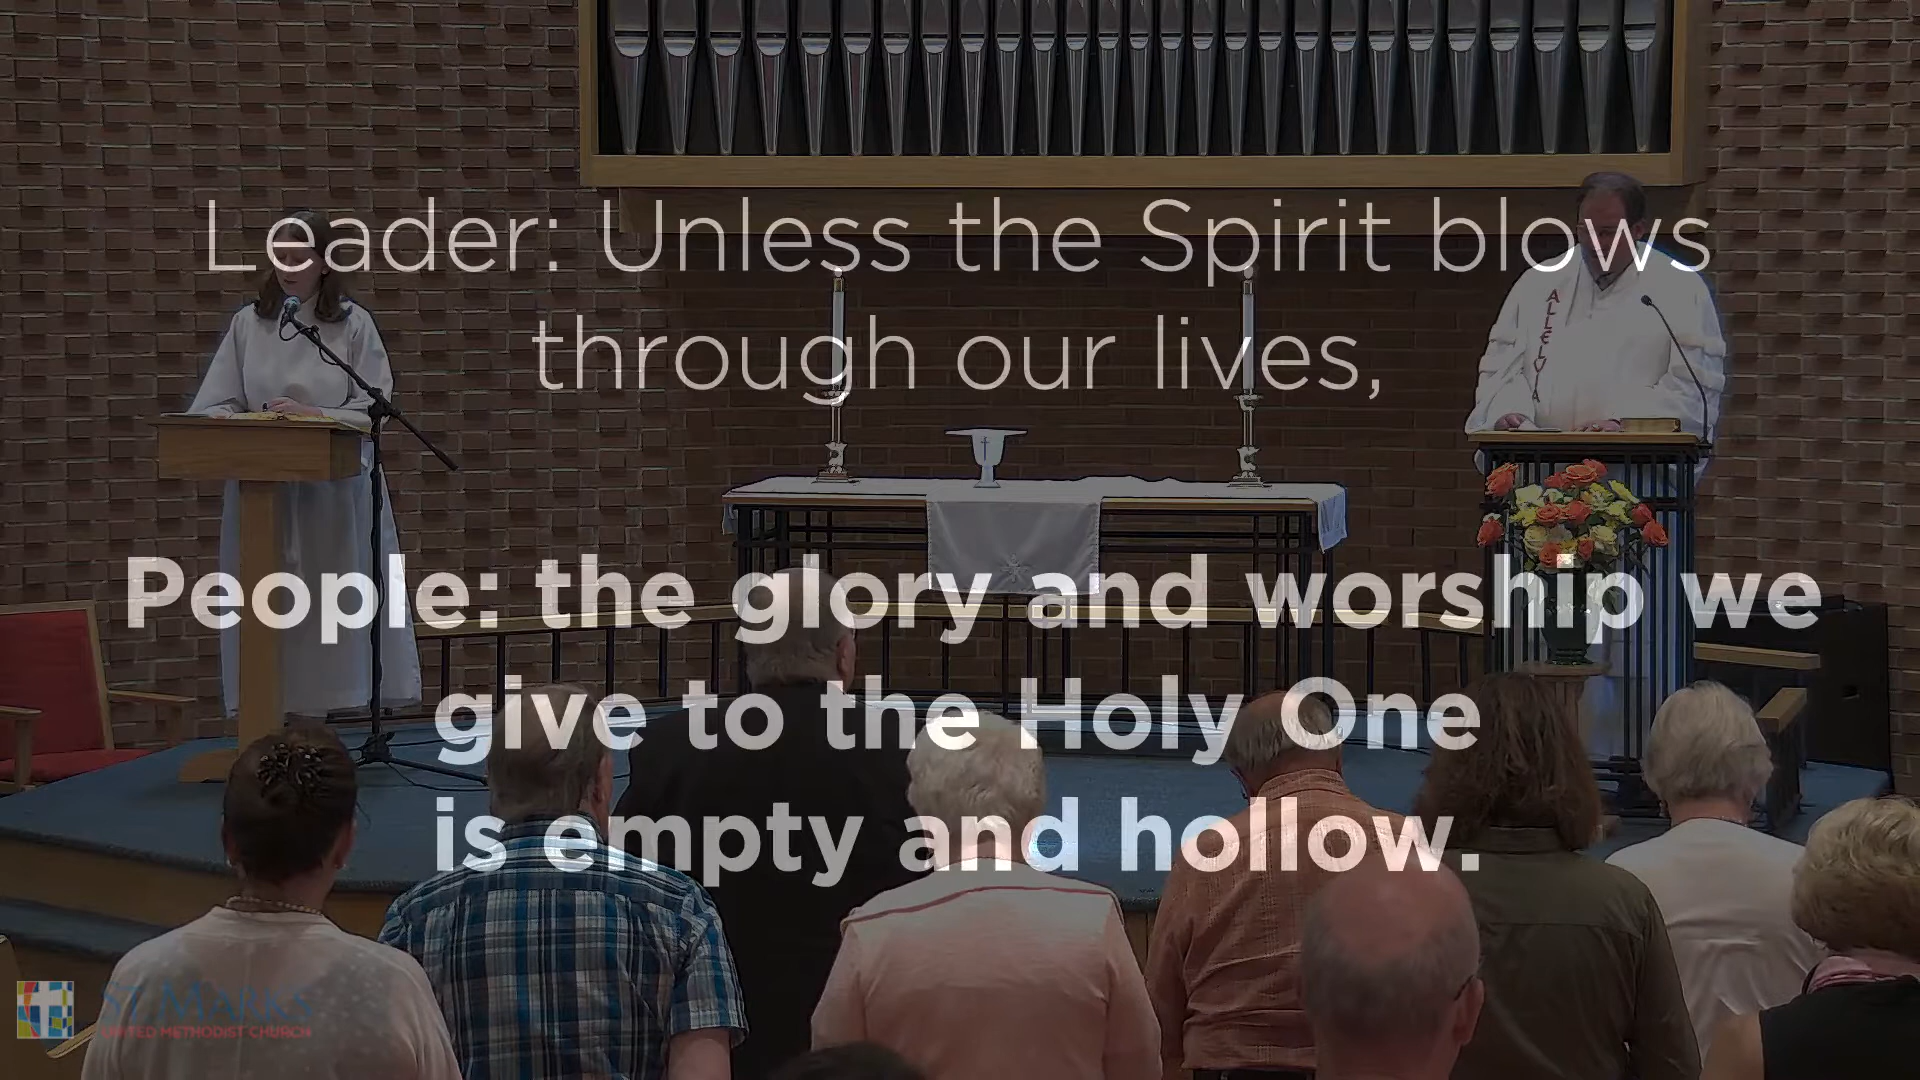 Leader: Unless the Spirit blows
through our lives,
People: the glory and worship we
give to the Holy One
is empty and hollow.
ALLELVIA
ST. MARKS
UNITED METHODIST CHURCH